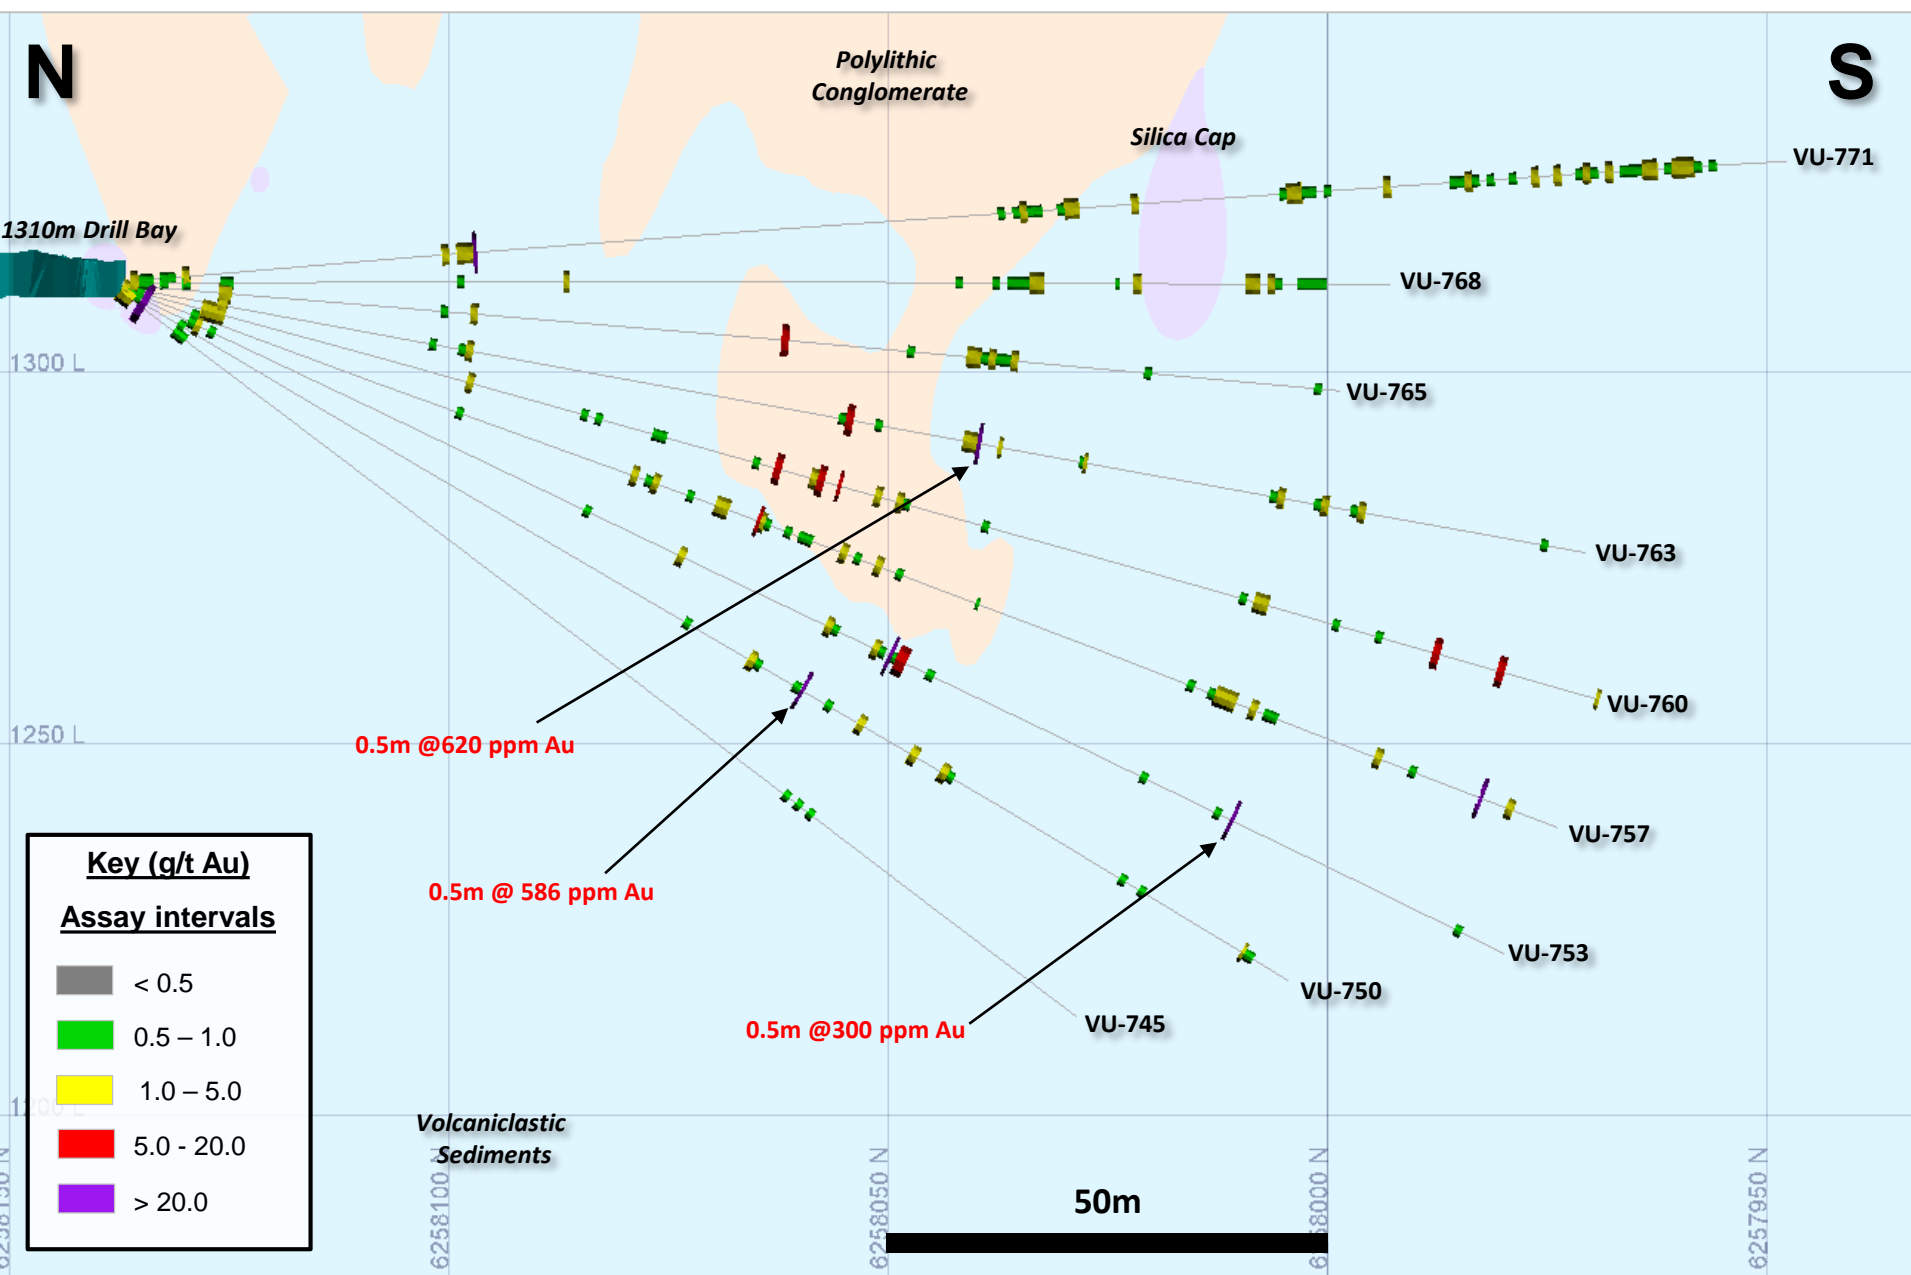 N
S
Polylithic
Conglomerate
Silica Cap
VU-771
1310m Drill Bay
VU-768
1300 L
VU-765
VU-763
VU-760
1250 L
0.5m @620 ppm Au
VU-757
0.5m @ 586 ppm Au
VU-753
VU-750
0.5m @300 ppm Au
VU-745
Key (g/t Au)
Assay intervals
< 0.5
0.5 – 1.0
1.0 – 5.0
5.0 - 20.0
> 20.0
1200 L
Volcaniclastic
Sediments
50m
6258150 N
6258100 N
6258050 N
6258000 N
6257950 N